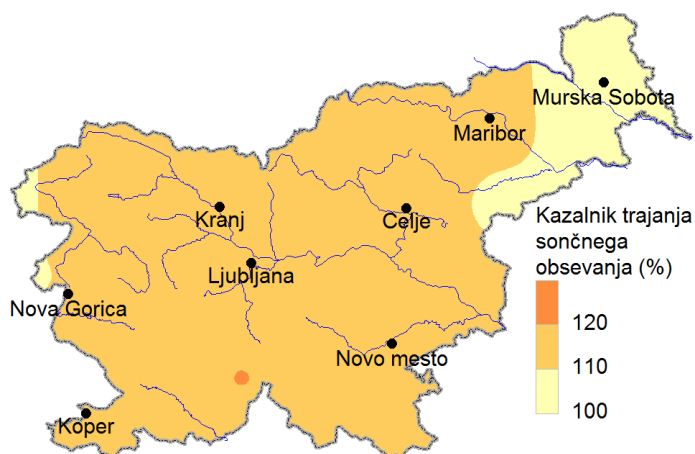 Murska Sobota
Maribor
Kranj
Celje
Ljubljana
Nova Gorica
Novo mesto
Koper
Kazalnik trajanja
sončnega
obsevanja (%)
120
110
100